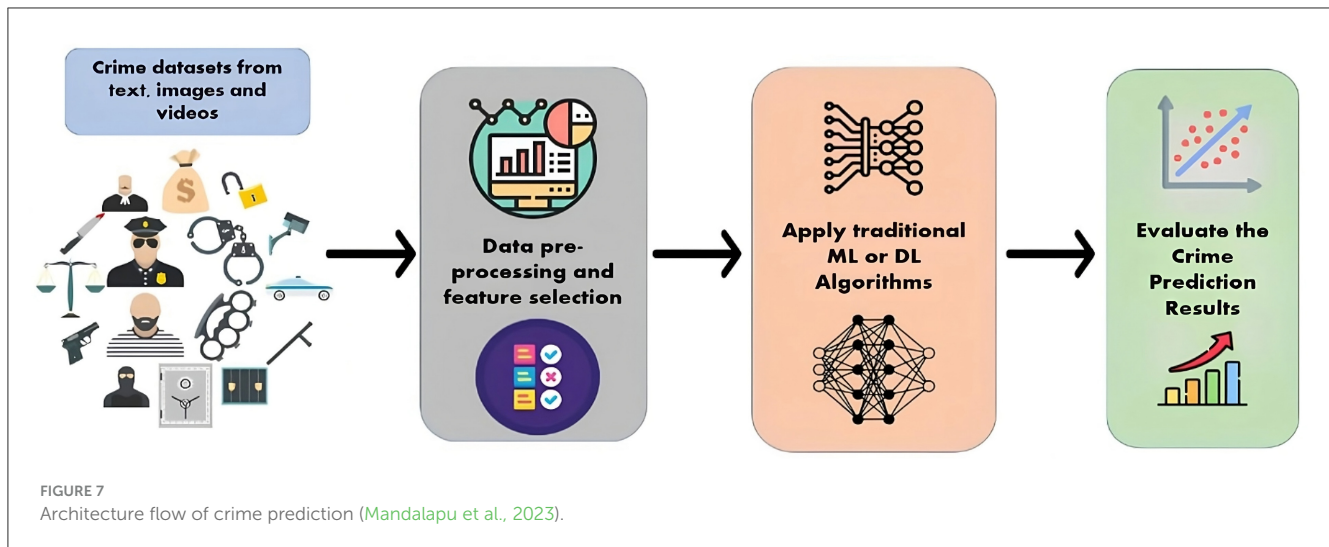 Crime datasets from
text, images and
videos
$
Data pre-
processing and
feature selection
Apply traditional
ML or DL
Algorithms
Evaluate the
Crime
Prediction
Results
FIGURE 7
Architecture flow of crime prediction (Mandalapu et al., 2023).